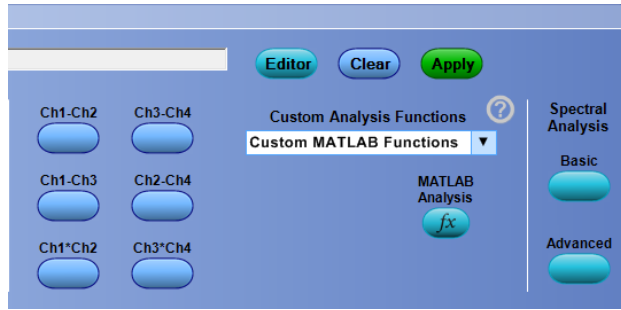 Editor Clear Apply
Ch1-Ch2 Ch3-Ch4
Custom Analysis Functions ?
Custom MATLAB Functions ▼
Spectral
Analysis
Basic
Ch1-Ch3 Ch2-Ch4
MATLAB
Analysis
fx
Ch1*Ch2 Ch3*Ch4
Advanced